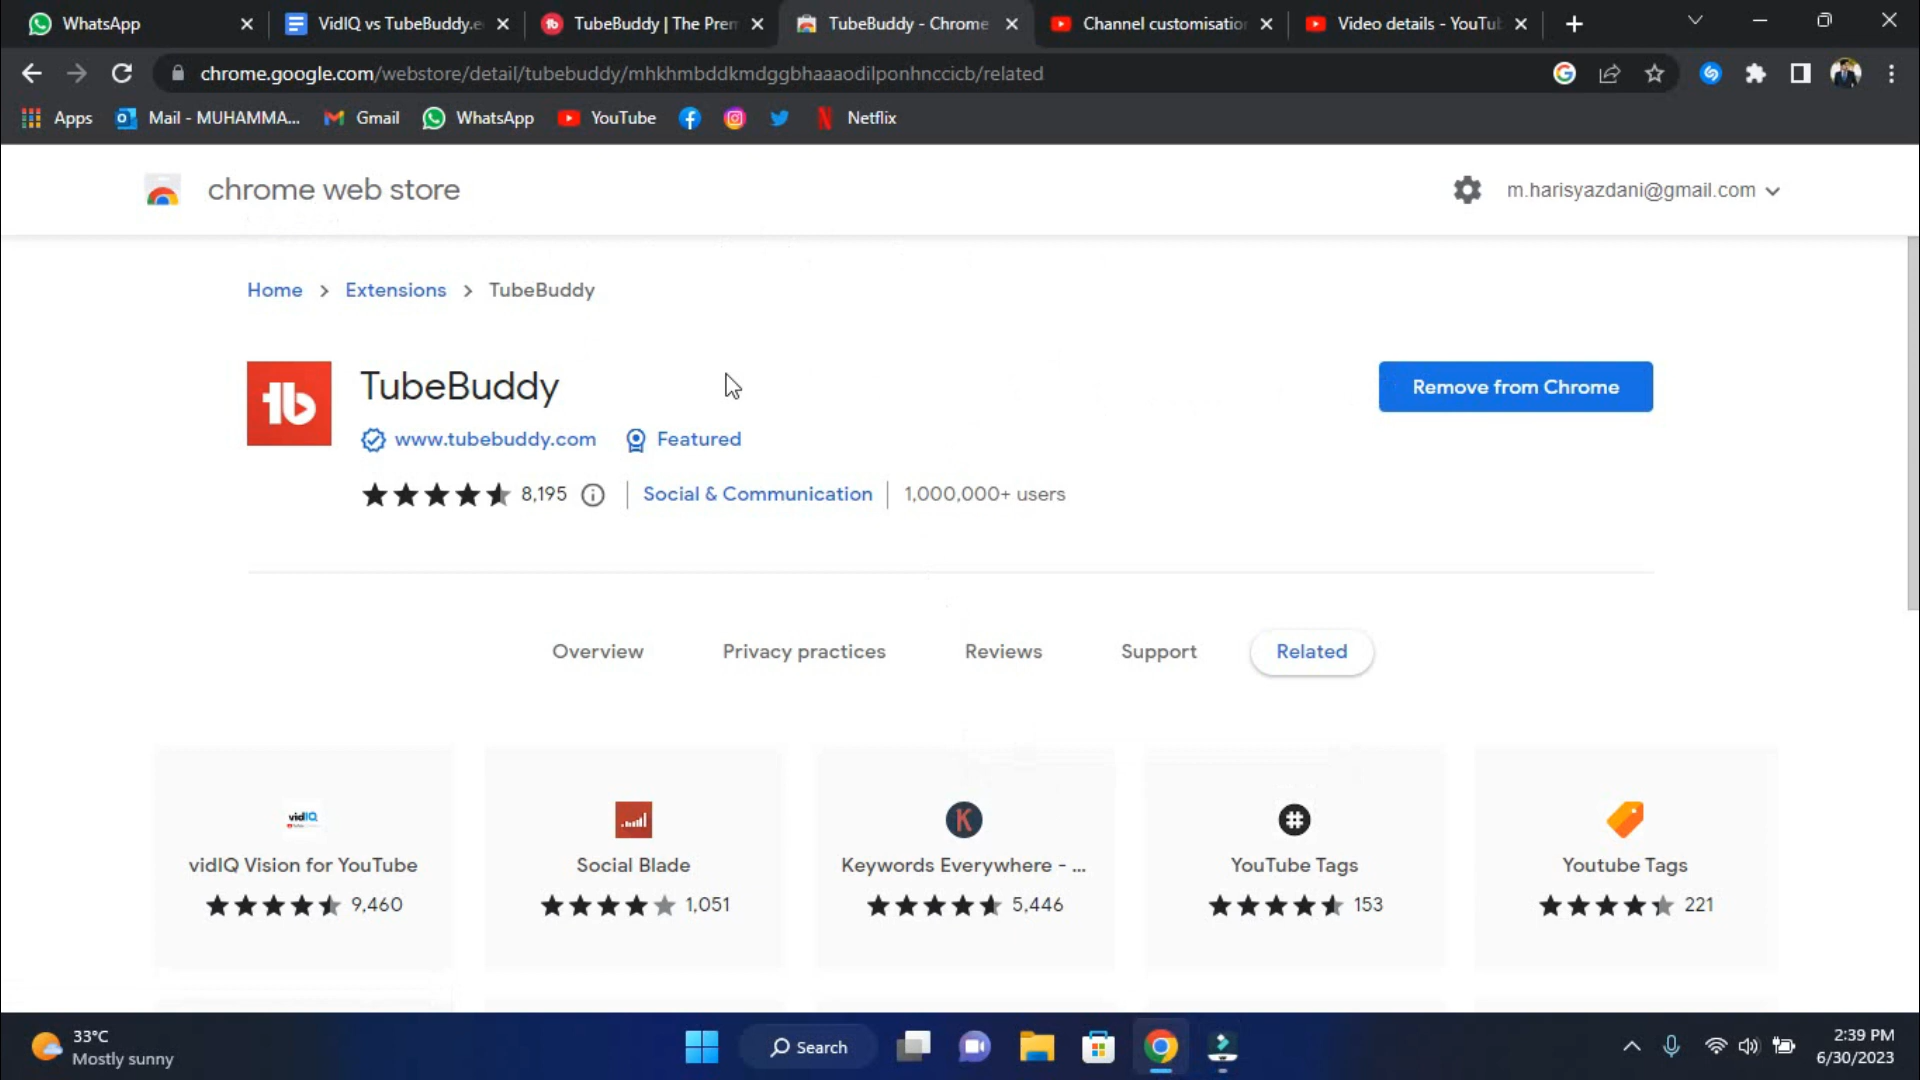 WhatsApp
VidIQ vs TubeBuddy.e
TubeBuddy | The Prem
TubeBuddy - Chrome
Channel customisation
Video details - YouTub
chrome.google.com/webstore/detail/tubebuddy/mhkhmbddkmdggbhaaaodilponhnccicb/related
Apps
Mail - MUHAMMA...
Gmail
WhatsApp
YouTube
Netflix
chrome web store
m.harisyazdani@gmail.com
Home > Extensions > TubeBuddy
TubeBuddy
Remove from Chrome
www.tubebuddy.com
Featured
8,195
Social & Communication
1,000,000+ users
Overview
Privacy practices
Reviews
Support
Related
vidIQ
vidIQ Vision for YouTube
9,460
Social Blade
1,051
K
Keywords Everywhere - ...
5,446
#
YouTube Tags
153
Youtube Tags
221
33°C
Mostly sunny
Search
2:39 PM
6/30/2023